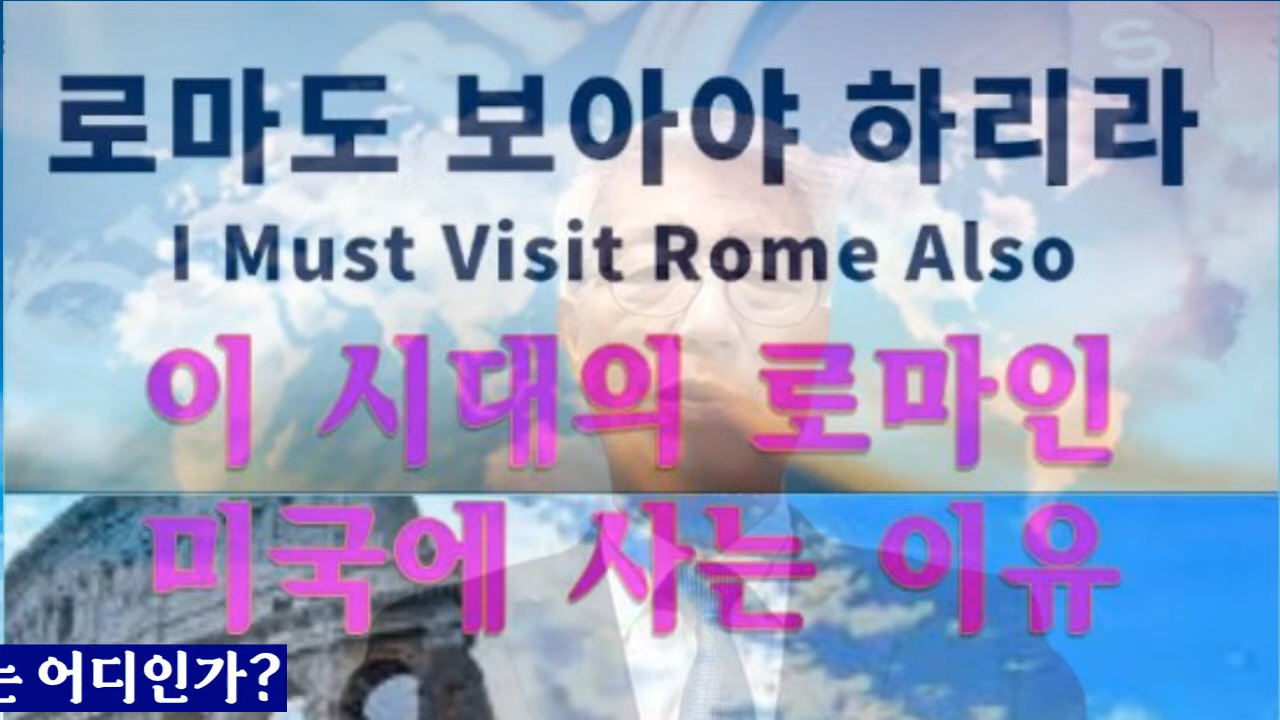 로마도 보아야 하리라
I Must Visit Rome Also
이 시대의 로마인
미국에 사는 이유
는 어디인가?